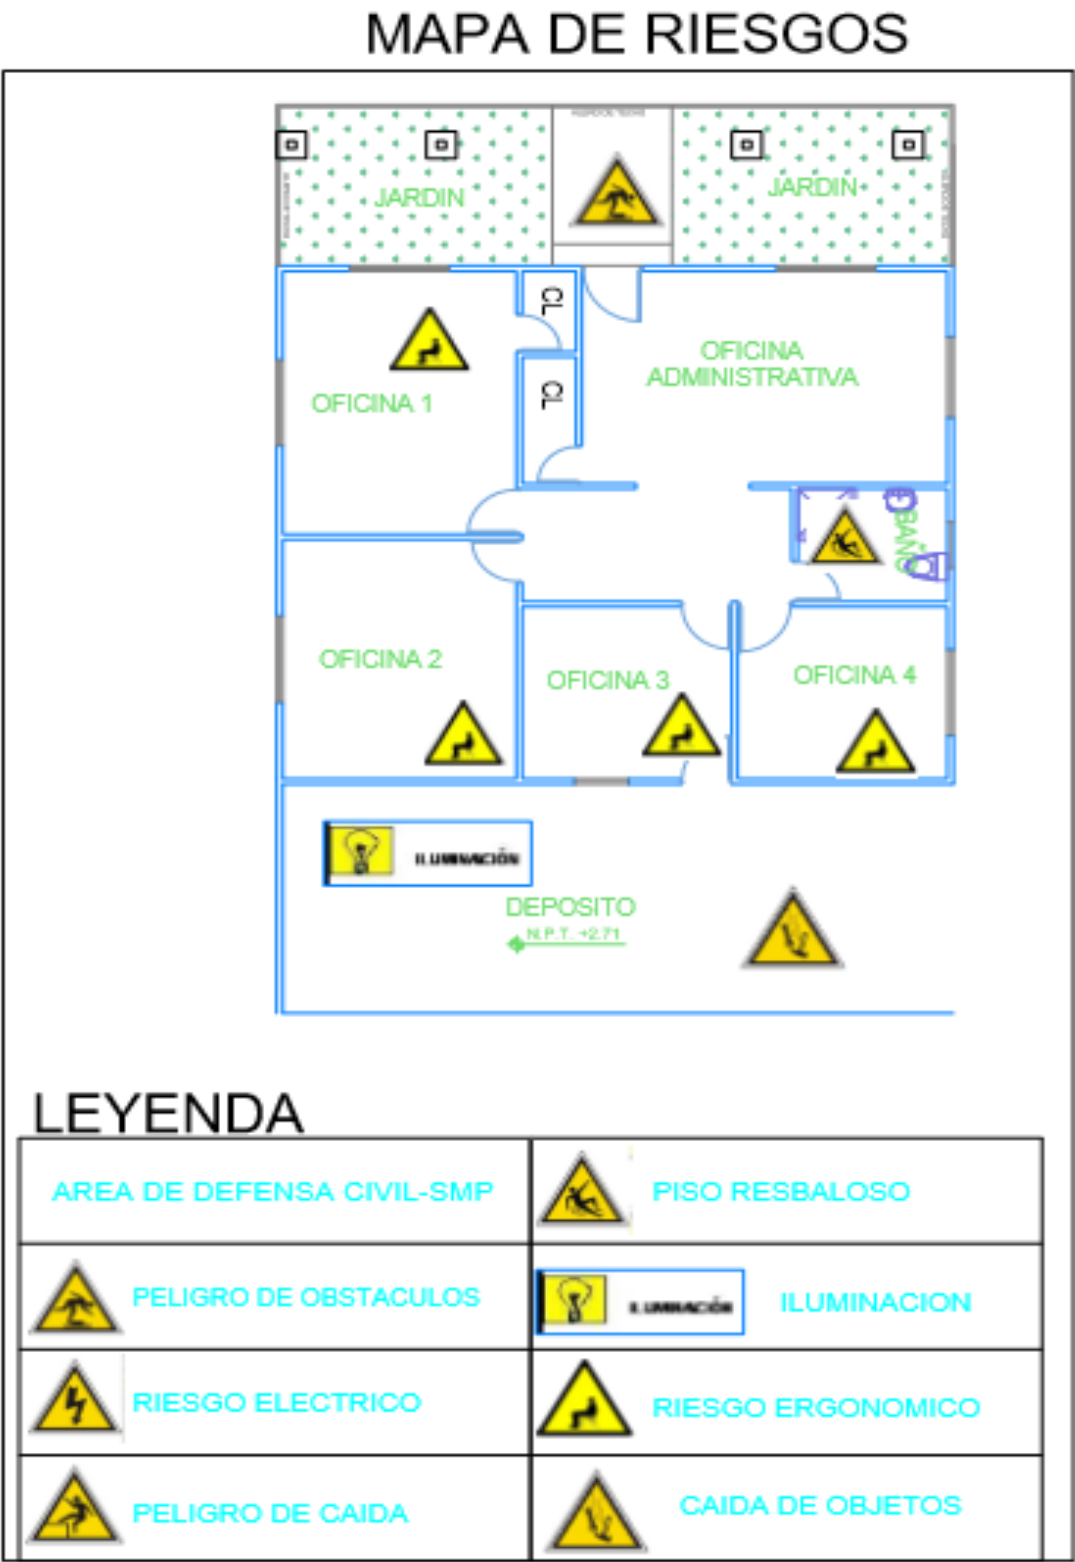 MAPA DE RIESGOS
JARDIN
JARDIN
CL
OFICINA
ADMINISTRATIVA
CL
OFICINA 1
BAÑO
OFICINA 2
OFICINA 3
OFICINA 4
ILUMINACIÓN
DEPOSITO
N.P.T. +2.71
LEYENDA
AREA DE DEFENSA CIVIL-SMP
PISO RESBALOSO
PELIGRO DE OBSTACULOS
ILUMINACIÓN
ILUMINACION
RIESGO ELECTRICO
RIESGO ERGONOMICO
PELIGRO DE CAIDA
CAIDA DE OBJETOS